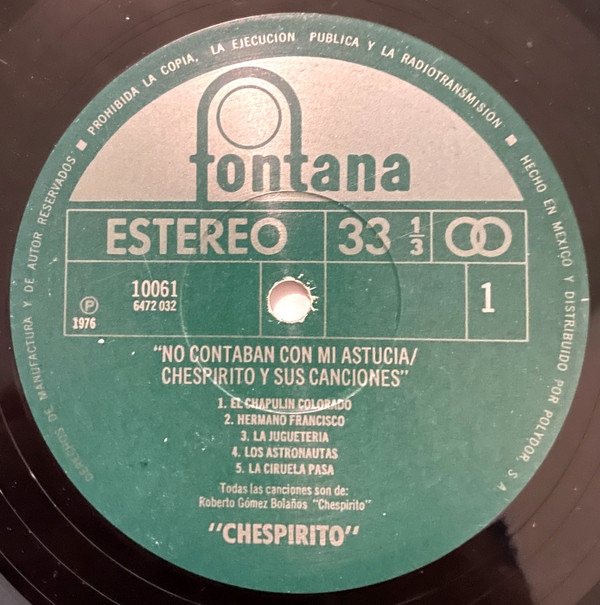 DERECHOS DE MANUFACTURA Y DE AUTOR RESERVADOS ■ PROHIBIDA LA COPIA, LA EJECUCION PUBLICA Y LA RADIOTRANSMISION ■ HECHO EN MEXICO Y DISTRIBUIDO POR POLYDOR, S. A.
fontana
ESTEREO 33 1/3
10061
6472 032
Ⓟ
1976
1
"NO CONTABAN CON MI ASTUCIA/
CHESPIRITO Y SUS CANCIONES"
1. EL CHAPULIN COLORADO
2. HERMANO FRANCISCO
3. LA JUGUETERIA
4. LOS ASTRONAUTAS
5. LA CIRUELA PASA
Todas las canciones son de:
Roberto Gómez Bolaños "Chespirito"
"CHESPIRITO"